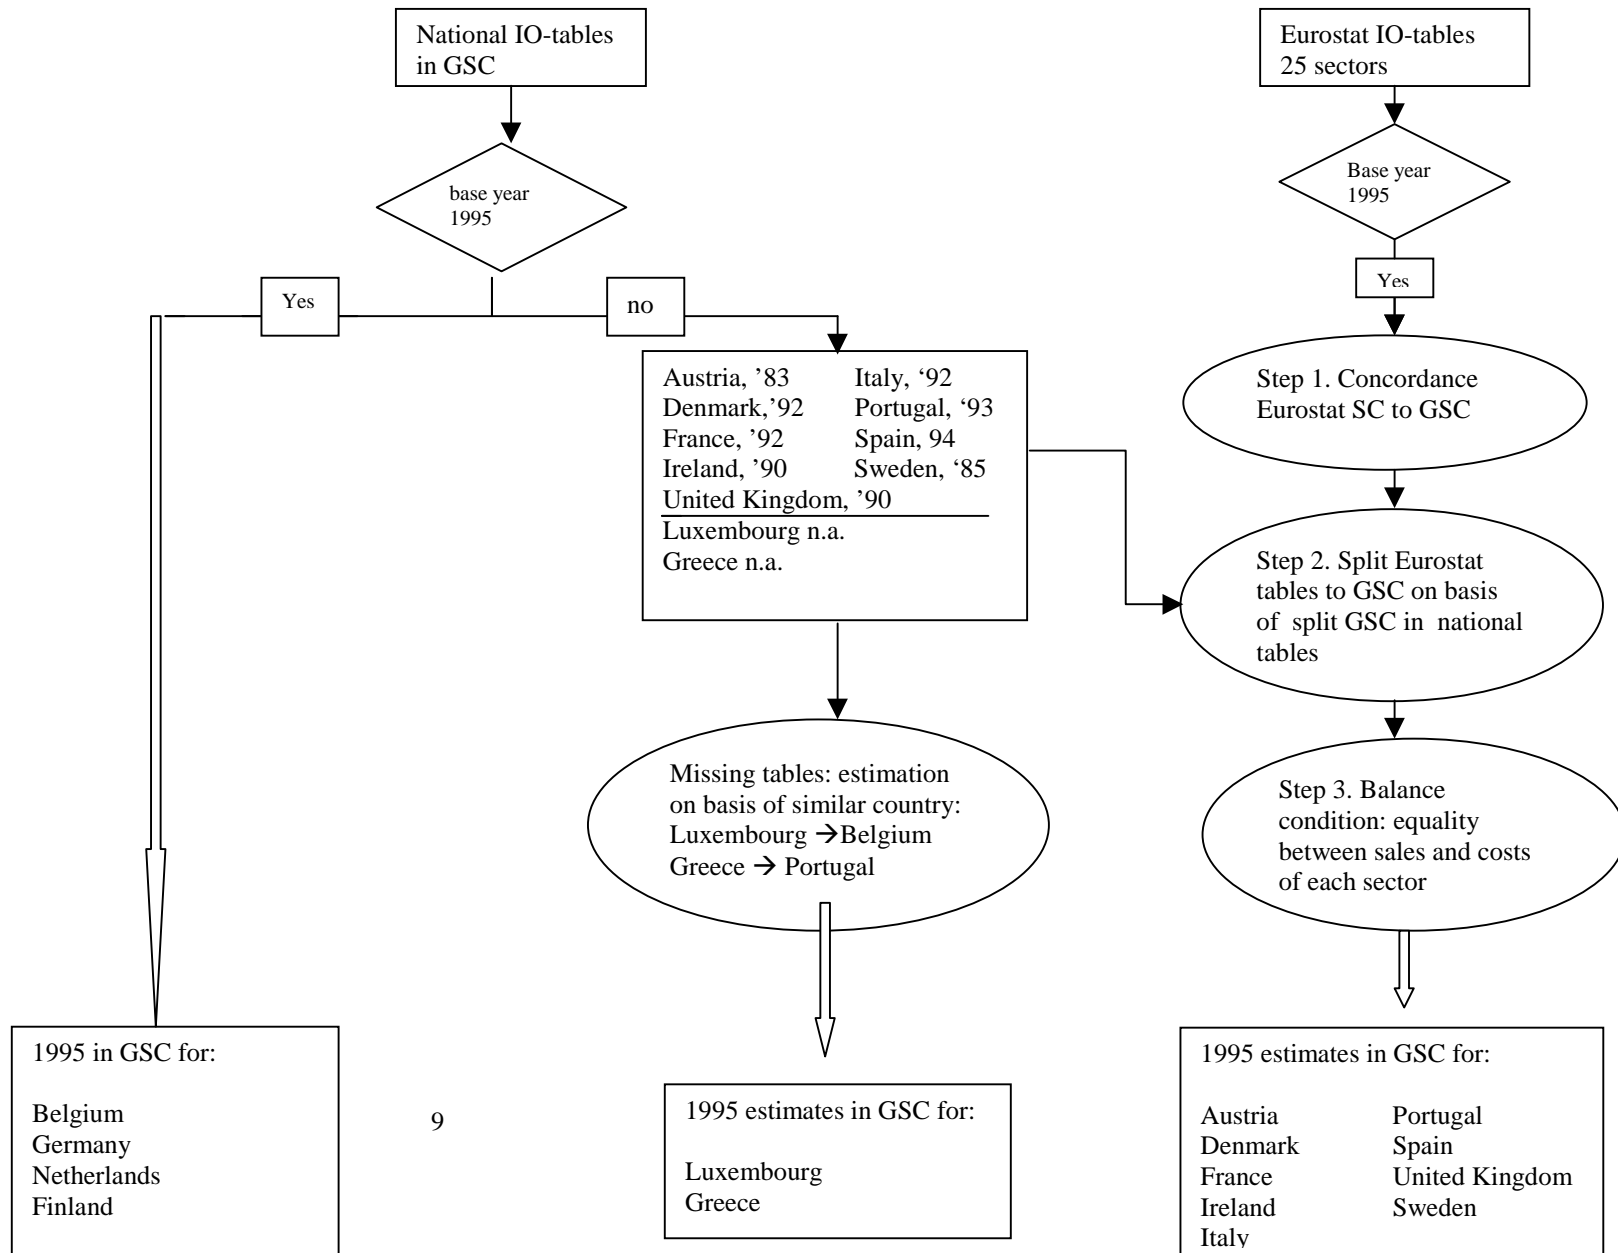 National IO-tables
in GSC
Eurostat IO-tables
25 sectors
base year
1995
Base year
1995
Yes
no
Yes
Austria, '83 Italy, ‘92
Denmark,'92 Portugal, ‘93
France, '92 Spain, 94
Ireland, '90 Sweden, ‘85
United Kingdom, '90
Luxembourg n.a.
Greece n.a.
Step 1. Concordance
Eurostat SC to GSC
Step 2. Split Eurostat
tables to GSC on basis
of split GSC in national
tables
Missing tables: estimation
on basis of similar country:
Luxembourg →Belgium
Greece → Portugal
Step 3. Balance
condition: equality
between sales and costs
of each sector
1995 in GSC for:
Belgium
Germany
Netherlands
Finland
9
1995 estimates in GSC for:
Luxembourg
Greece
1995 estimates in GSC for:
Austria Portugal
Denmark Spain
France United Kingdom
Ireland Sweden
Italy